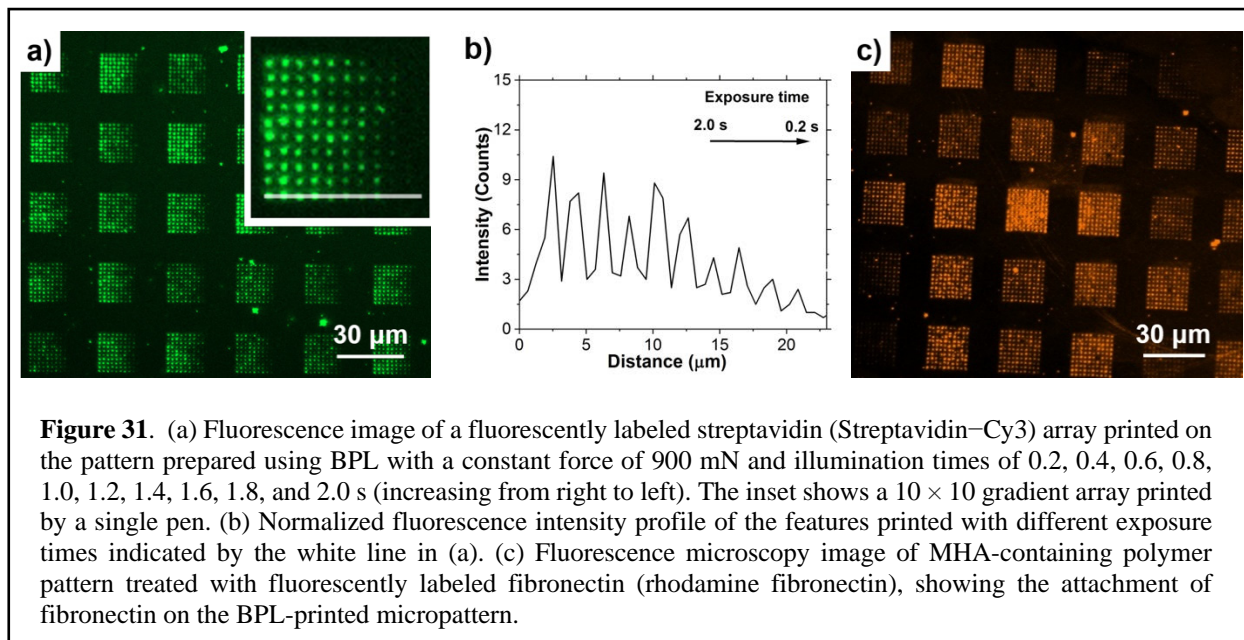 a)
30 µm
b)
15
12
9
6
3
0
Intensity (Counts)
Exposure time
2.0 s
0.2 s
0
5
10
15
20
Distance (µm)
c)
30 µm
Figure 31. (a) Fluorescence image of a fluorescently labeled streptavidin (Streptavidin−Cy3) array printed on
the pattern prepared using BPL with a constant force of 900 mN and illumination times of 0.2, 0.4, 0.6, 0.8,
1.0, 1.2, 1.4, 1.6, 1.8, and 2.0 s (increasing from right to left). The inset shows a 10 × 10 gradient array printed
by a single pen. (b) Normalized fluorescence intensity profile of the features printed with different exposure
times indicated by the white line in (a). (c) Fluorescence microscopy image of MHA-containing polymer
pattern treated with fluorescently labeled fibronectin (rhodamine fibronectin), showing the attachment of
fibronectin on the BPL-printed micropattern.